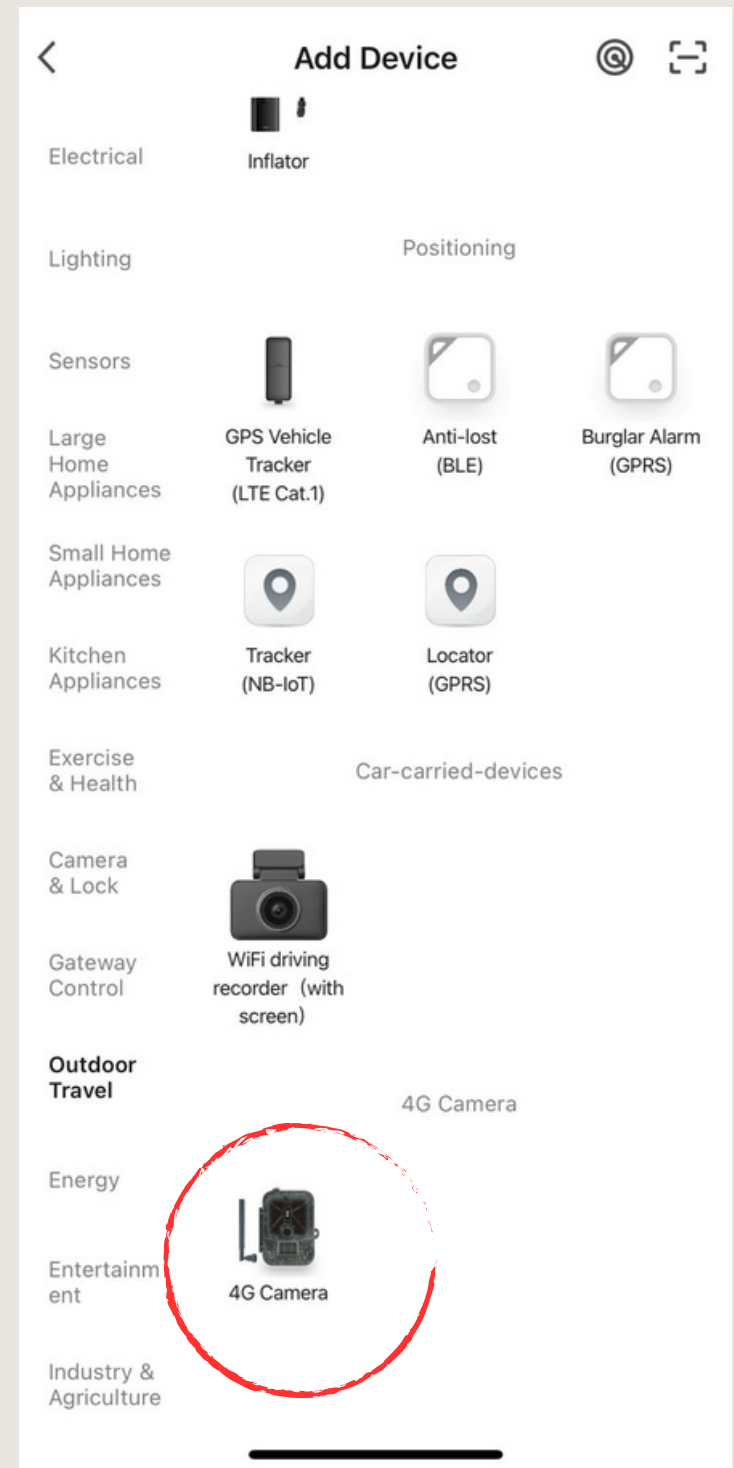 Add Device
Electrical
Lighting
Sensors
Large
Home
Appliances
Small Home
Appliances
Kitchen
Appliances
Exercise
& Health
Camera
& Lock
Gateway
Control
Outdoor
Travel
Energy
Entertainm
ent
Industry &
Agriculture
Inflator
Positioning
GPS Vehicle
Tracker
(LTE Cat.1)
Anti-lost
(BLE)
Burglar Alarm
(GPRS)
Tracker
(NB-IoT)
Locator
(GPRS)
Car-carried-devices
WiFi driving
recorder（with
screen)
4G Camera
4G Camera